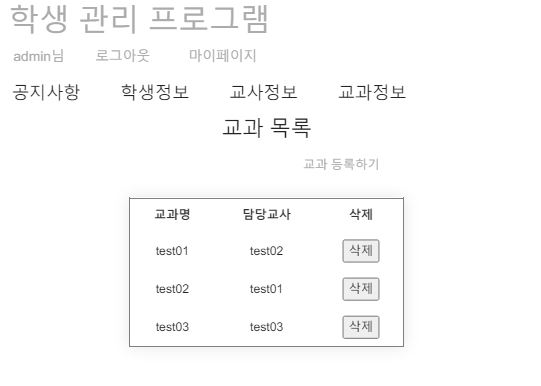 학생 관리 프로그램
admin님 로그아웃 마이페이지
공지사항 학생정보 교사정보 교과정보
교과 목록
교과 등록하기
교과명 담당교사 삭제
test01 test02 삭제
test02 test01 삭제
test03 test03 삭제